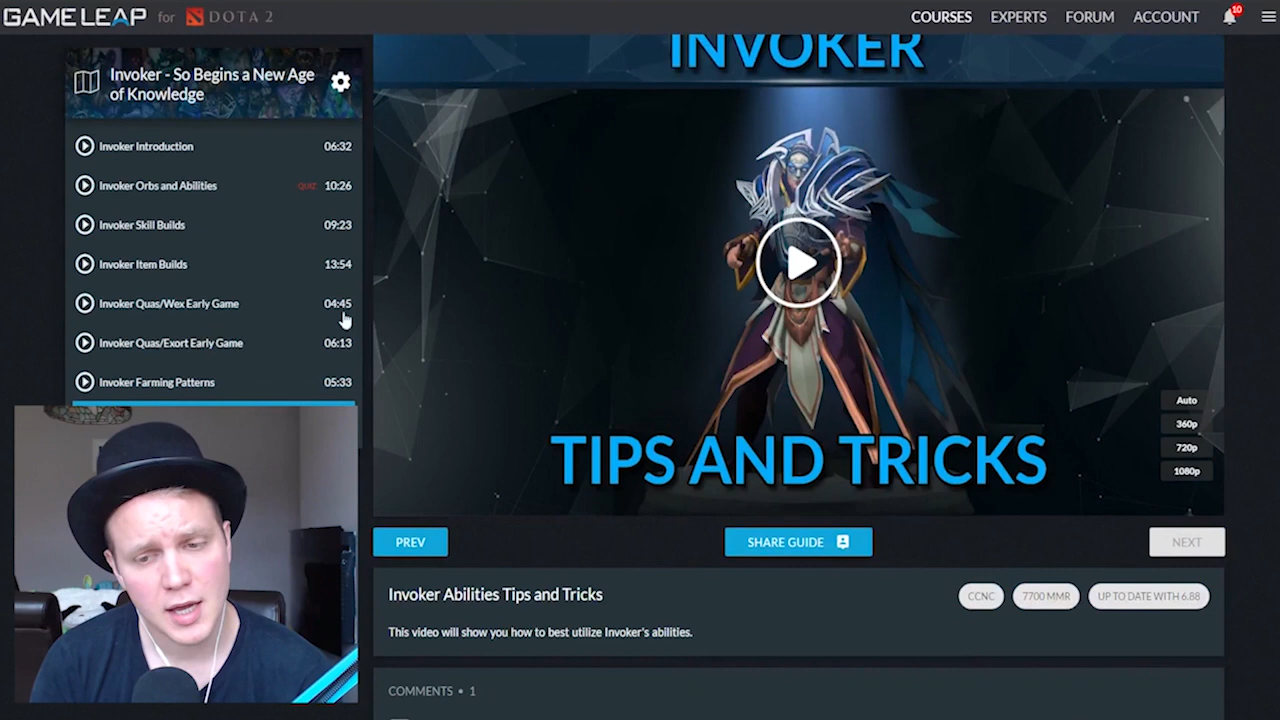 GAMELEAP for DOTA 2
COURSES EXPERTS FORUM ACCOUNT 10
Invoker - So Begins a New Age
of Knowledge
Invoker Introduction 06:32
Invoker Orbs and Abilities QUIZ 10:26
Invoker Skill Builds 09:23
Invoker Item Builds 13:54
Invoker Quas/Wex Early Game 04:45
Invoker Quas/Exort Early Game 06:13
Invoker Farming Patterns 05:33
INVOKER
TIPS AND TRICKS
Auto
360p
720p
1080p
PREV SHARE GUIDE NEXT
Invoker Abilities Tips and Tricks CCNC 7700 MMR UP TO DATE WITH 6.88
This video will show you how to best utilize Invoker's abilities.
COMMENTS • 1